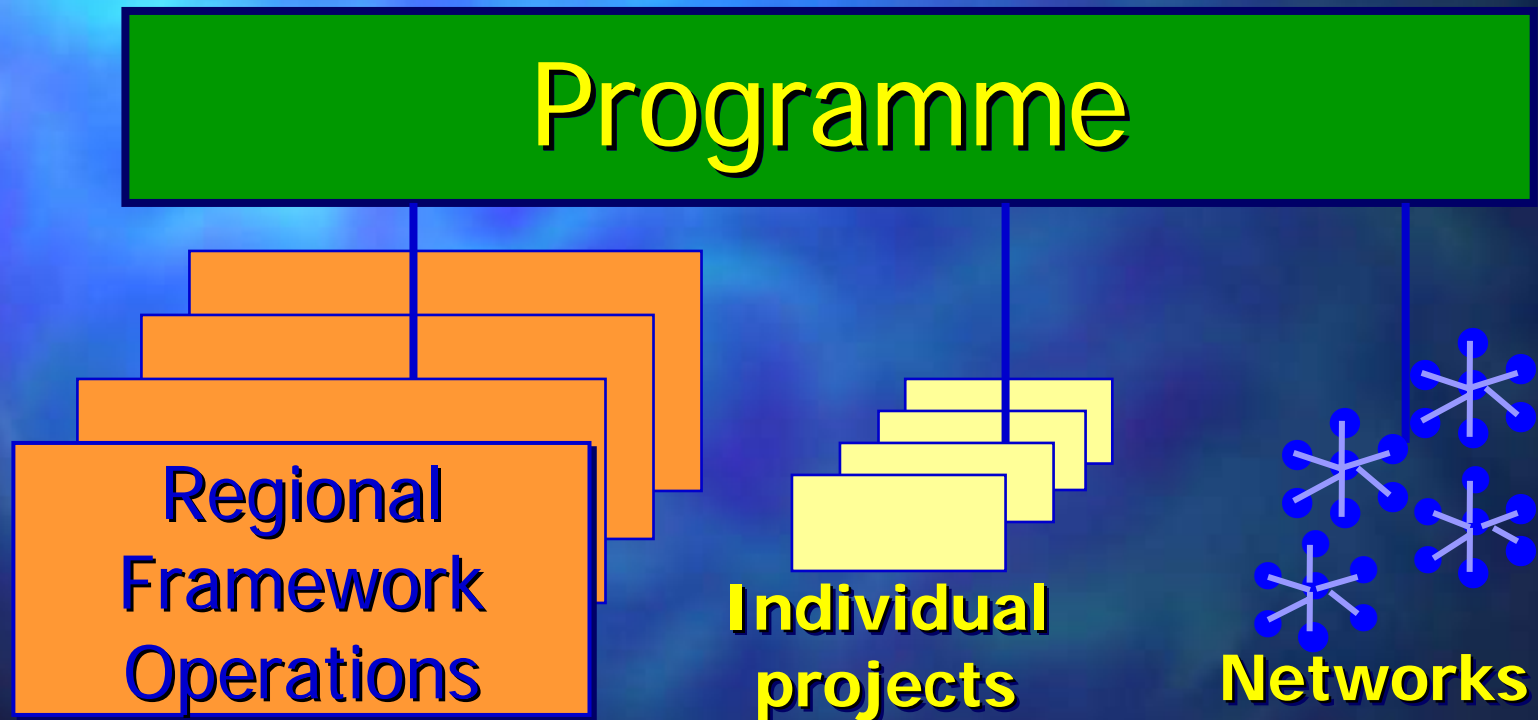 Programme
Regional
Framework
Operations
Individual
projects
Networks